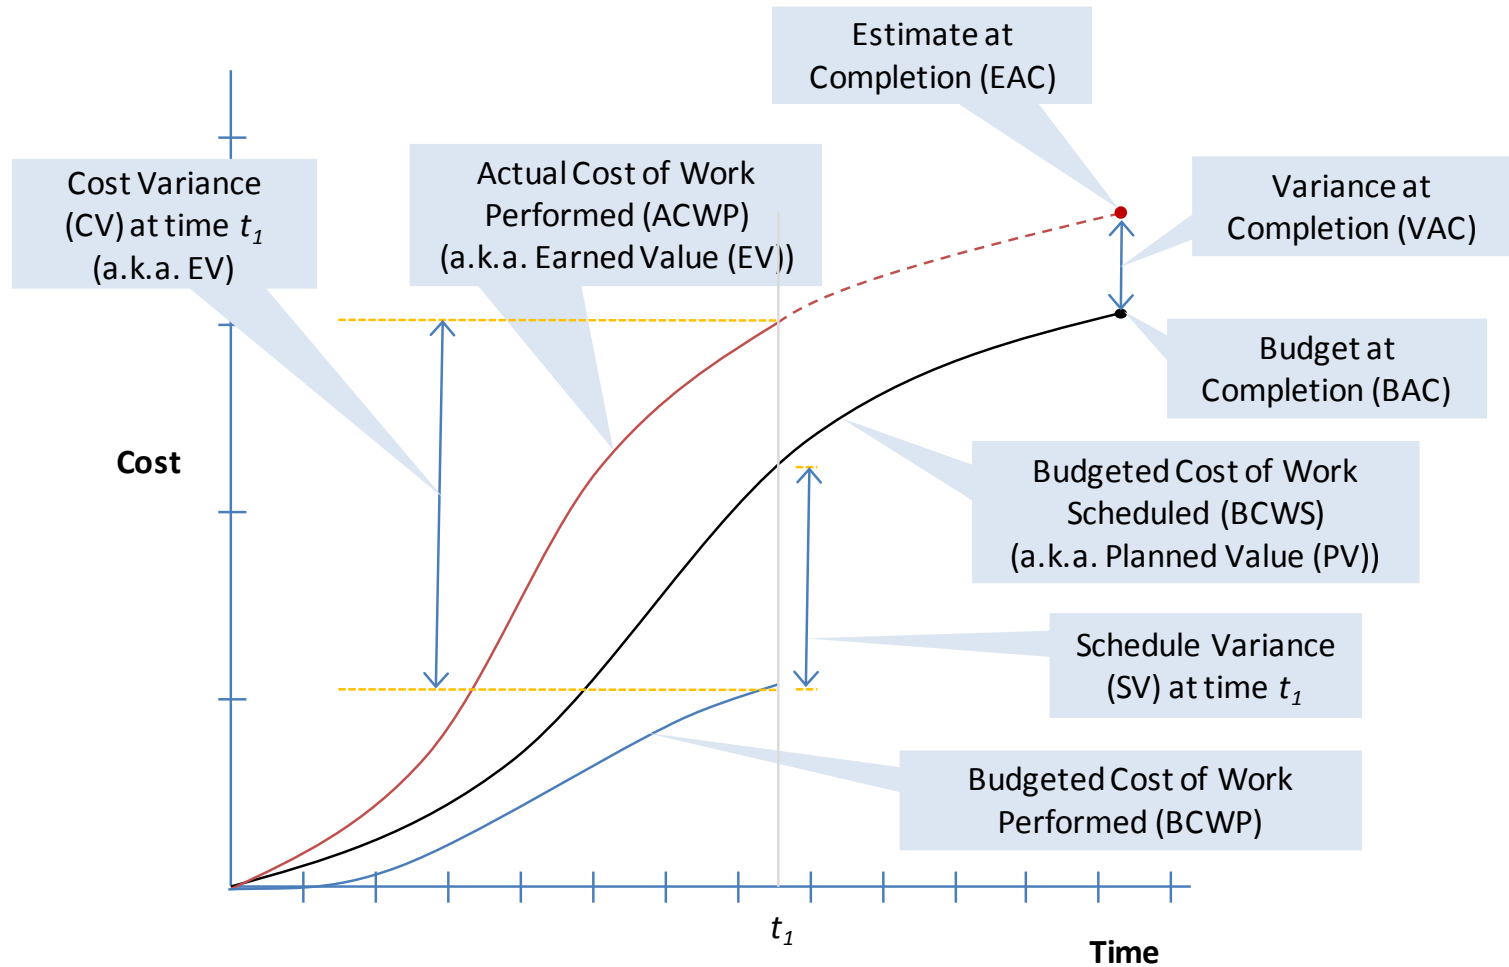 Estimate at
Completion (EAC)
Cost Variance
(CV) at time t1
(a.k.a. EV)
Actual Cost of Work
Performed (ACWP)
(a.k.a. Earned Value (EV))
Variance at
Completion (VAC)
Budget at
Completion (BAC)
Cost
Budgeted Cost of Work
Scheduled (BCWS)
(a.k.a. Planned Value (PV))
Schedule Variance
(SV) at time t1
Budgeted Cost of Work
Performed (BCWP)
t1
Time